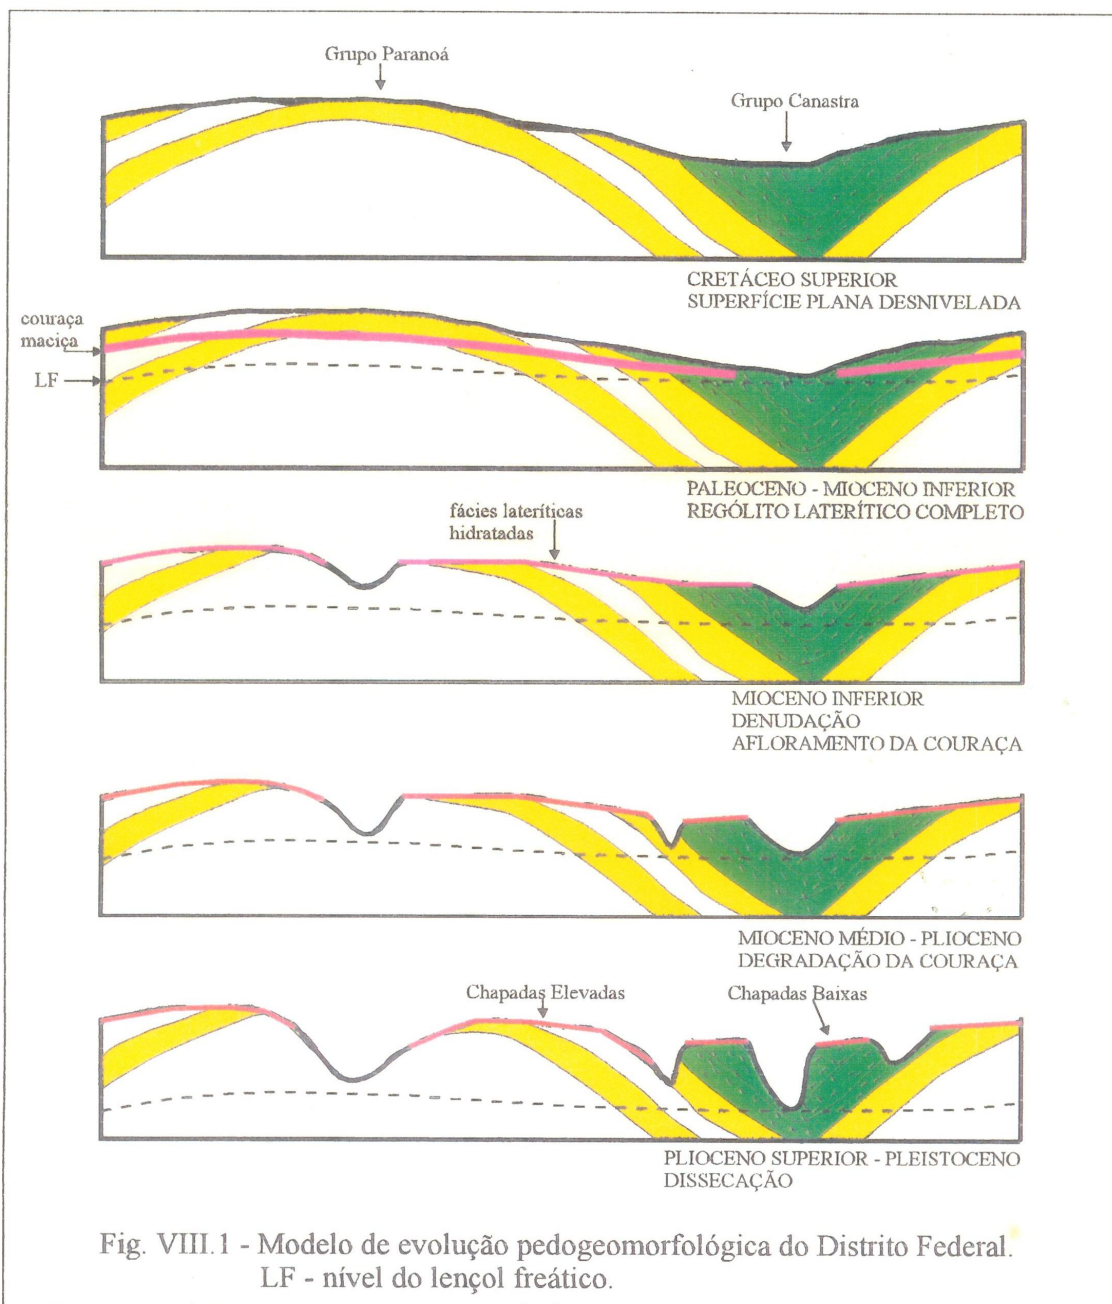 Grupo Paranoá
Grupo Canastra
CRETÁCEO SUPERIOR
SUPERFÍCIE PLANA DESNIVELADA
couraça
maciça
LF
PALEOCENO - MIOCENO INFERIOR
REGÓLITO LATERÍTICO COMPLETO
fácies lateríticas
hidratadas
MIOCENO INFERIOR
DENUDAÇÃO
AFLORAMENTO DA COURAÇA
MIOCENO MÉDIO - PLIOCENO
DEGRADAÇÃO DA COURAÇA
Chapadas Elevadas
Chapadas Baixas
PLIOCENO SUPERIOR - PLEISTOCENO
DISSECAÇÃO
Fig. VIII.1 - Modelo de evolução pedogeomorfológica do Distrito Federal.
LF - nível do lençol freático.